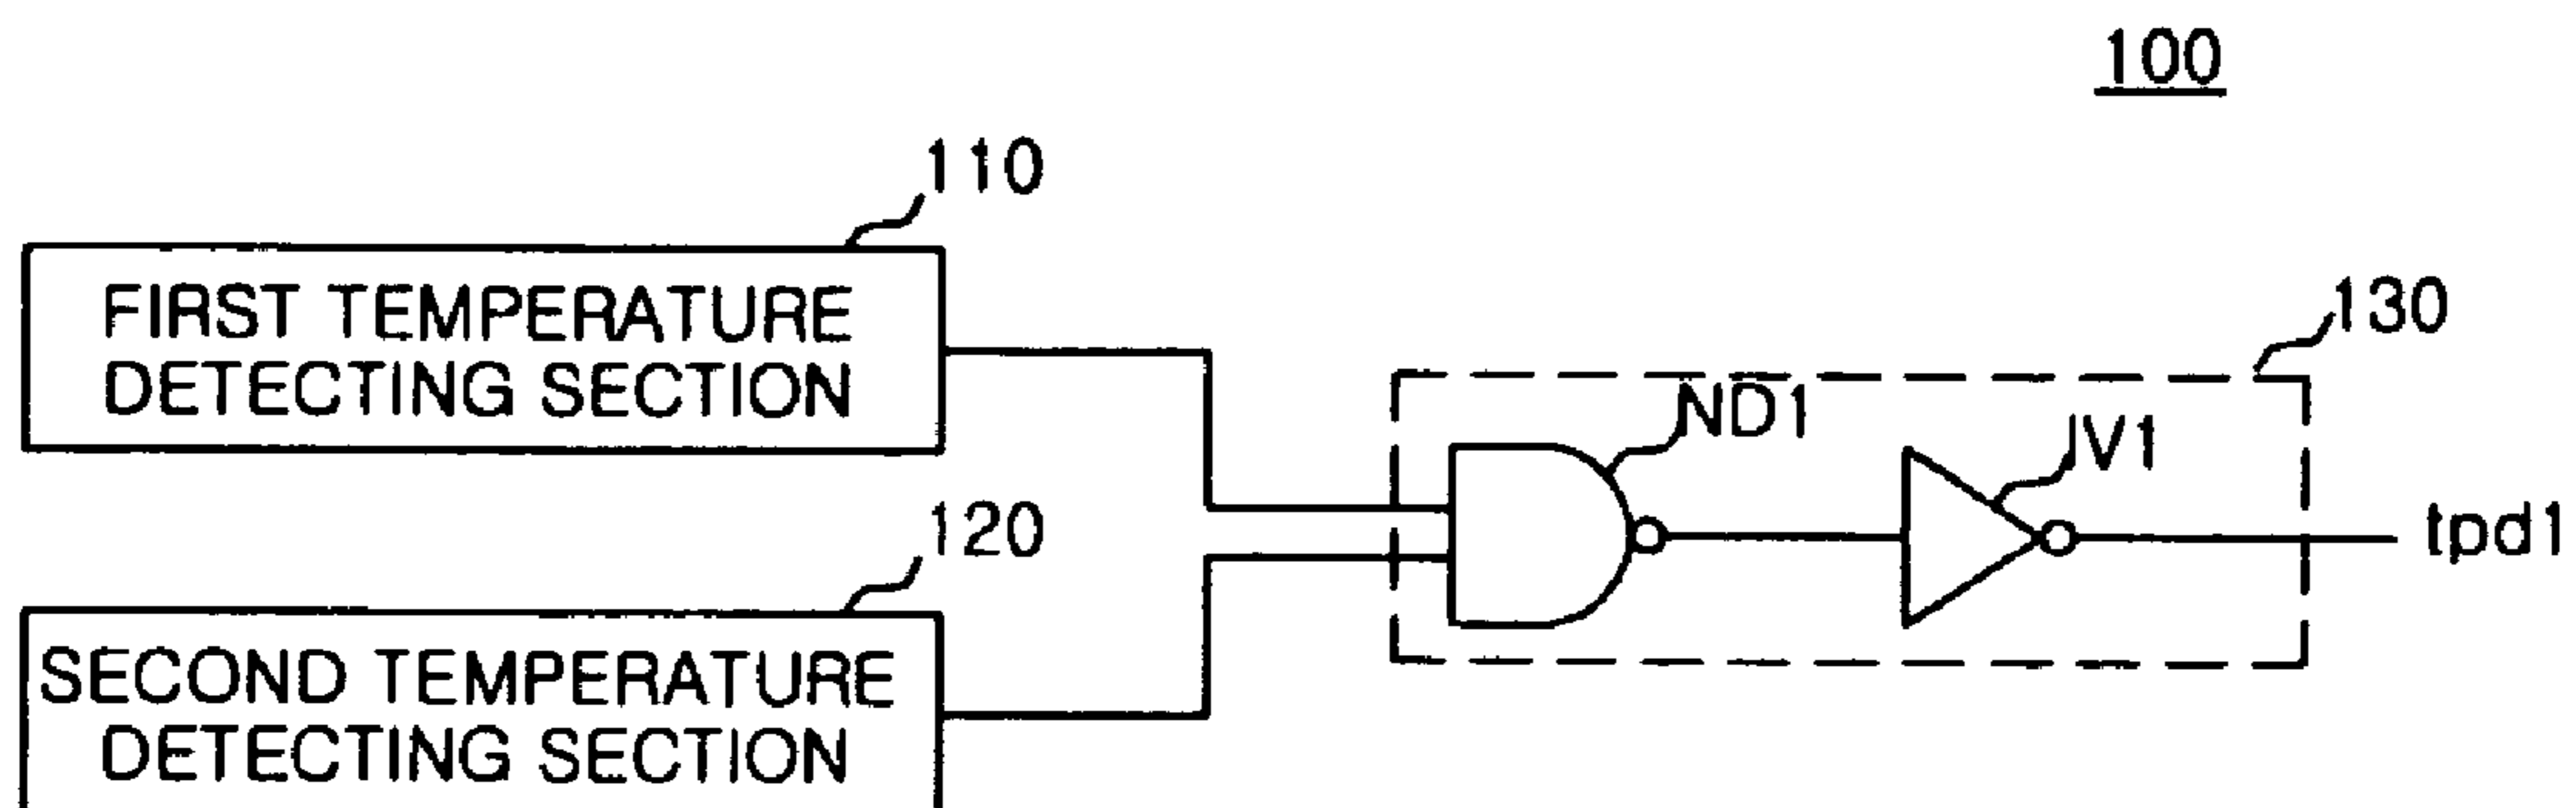 100
110
FIRST TEMPERATURE
DETECTING SECTION
130
ND1
IV1
tpd1
120
SECOND TEMPERATURE
DETECTING SECTION